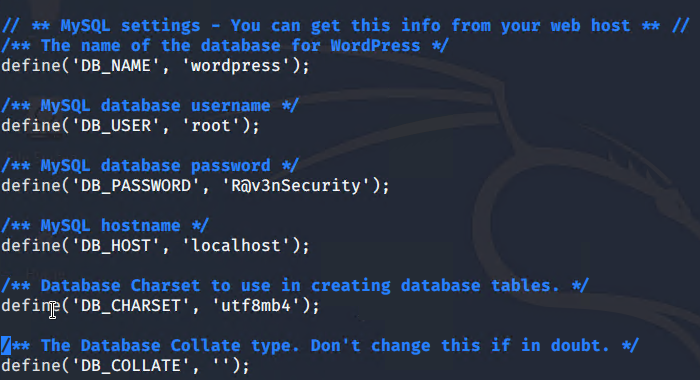 // ** MySQL settings - You can get this info from your web host ** //
/** The name of the database for WordPress */
define('DB_NAME', 'wordpress');
/** MySQL database username */
define('DB_USER', 'root');
/** MySQL database password */
define('DB_PASSWORD', 'R@v3nSecurity');
/** MySQL hostname */
define('DB_HOST', 'localhost');
/** Database Charset to use in creating database tables. */
define('DB_CHARSET', 'utf8mb4');
/** The Database Collate type. Don't change this if in doubt. */
define('DB_COLLATE', '');